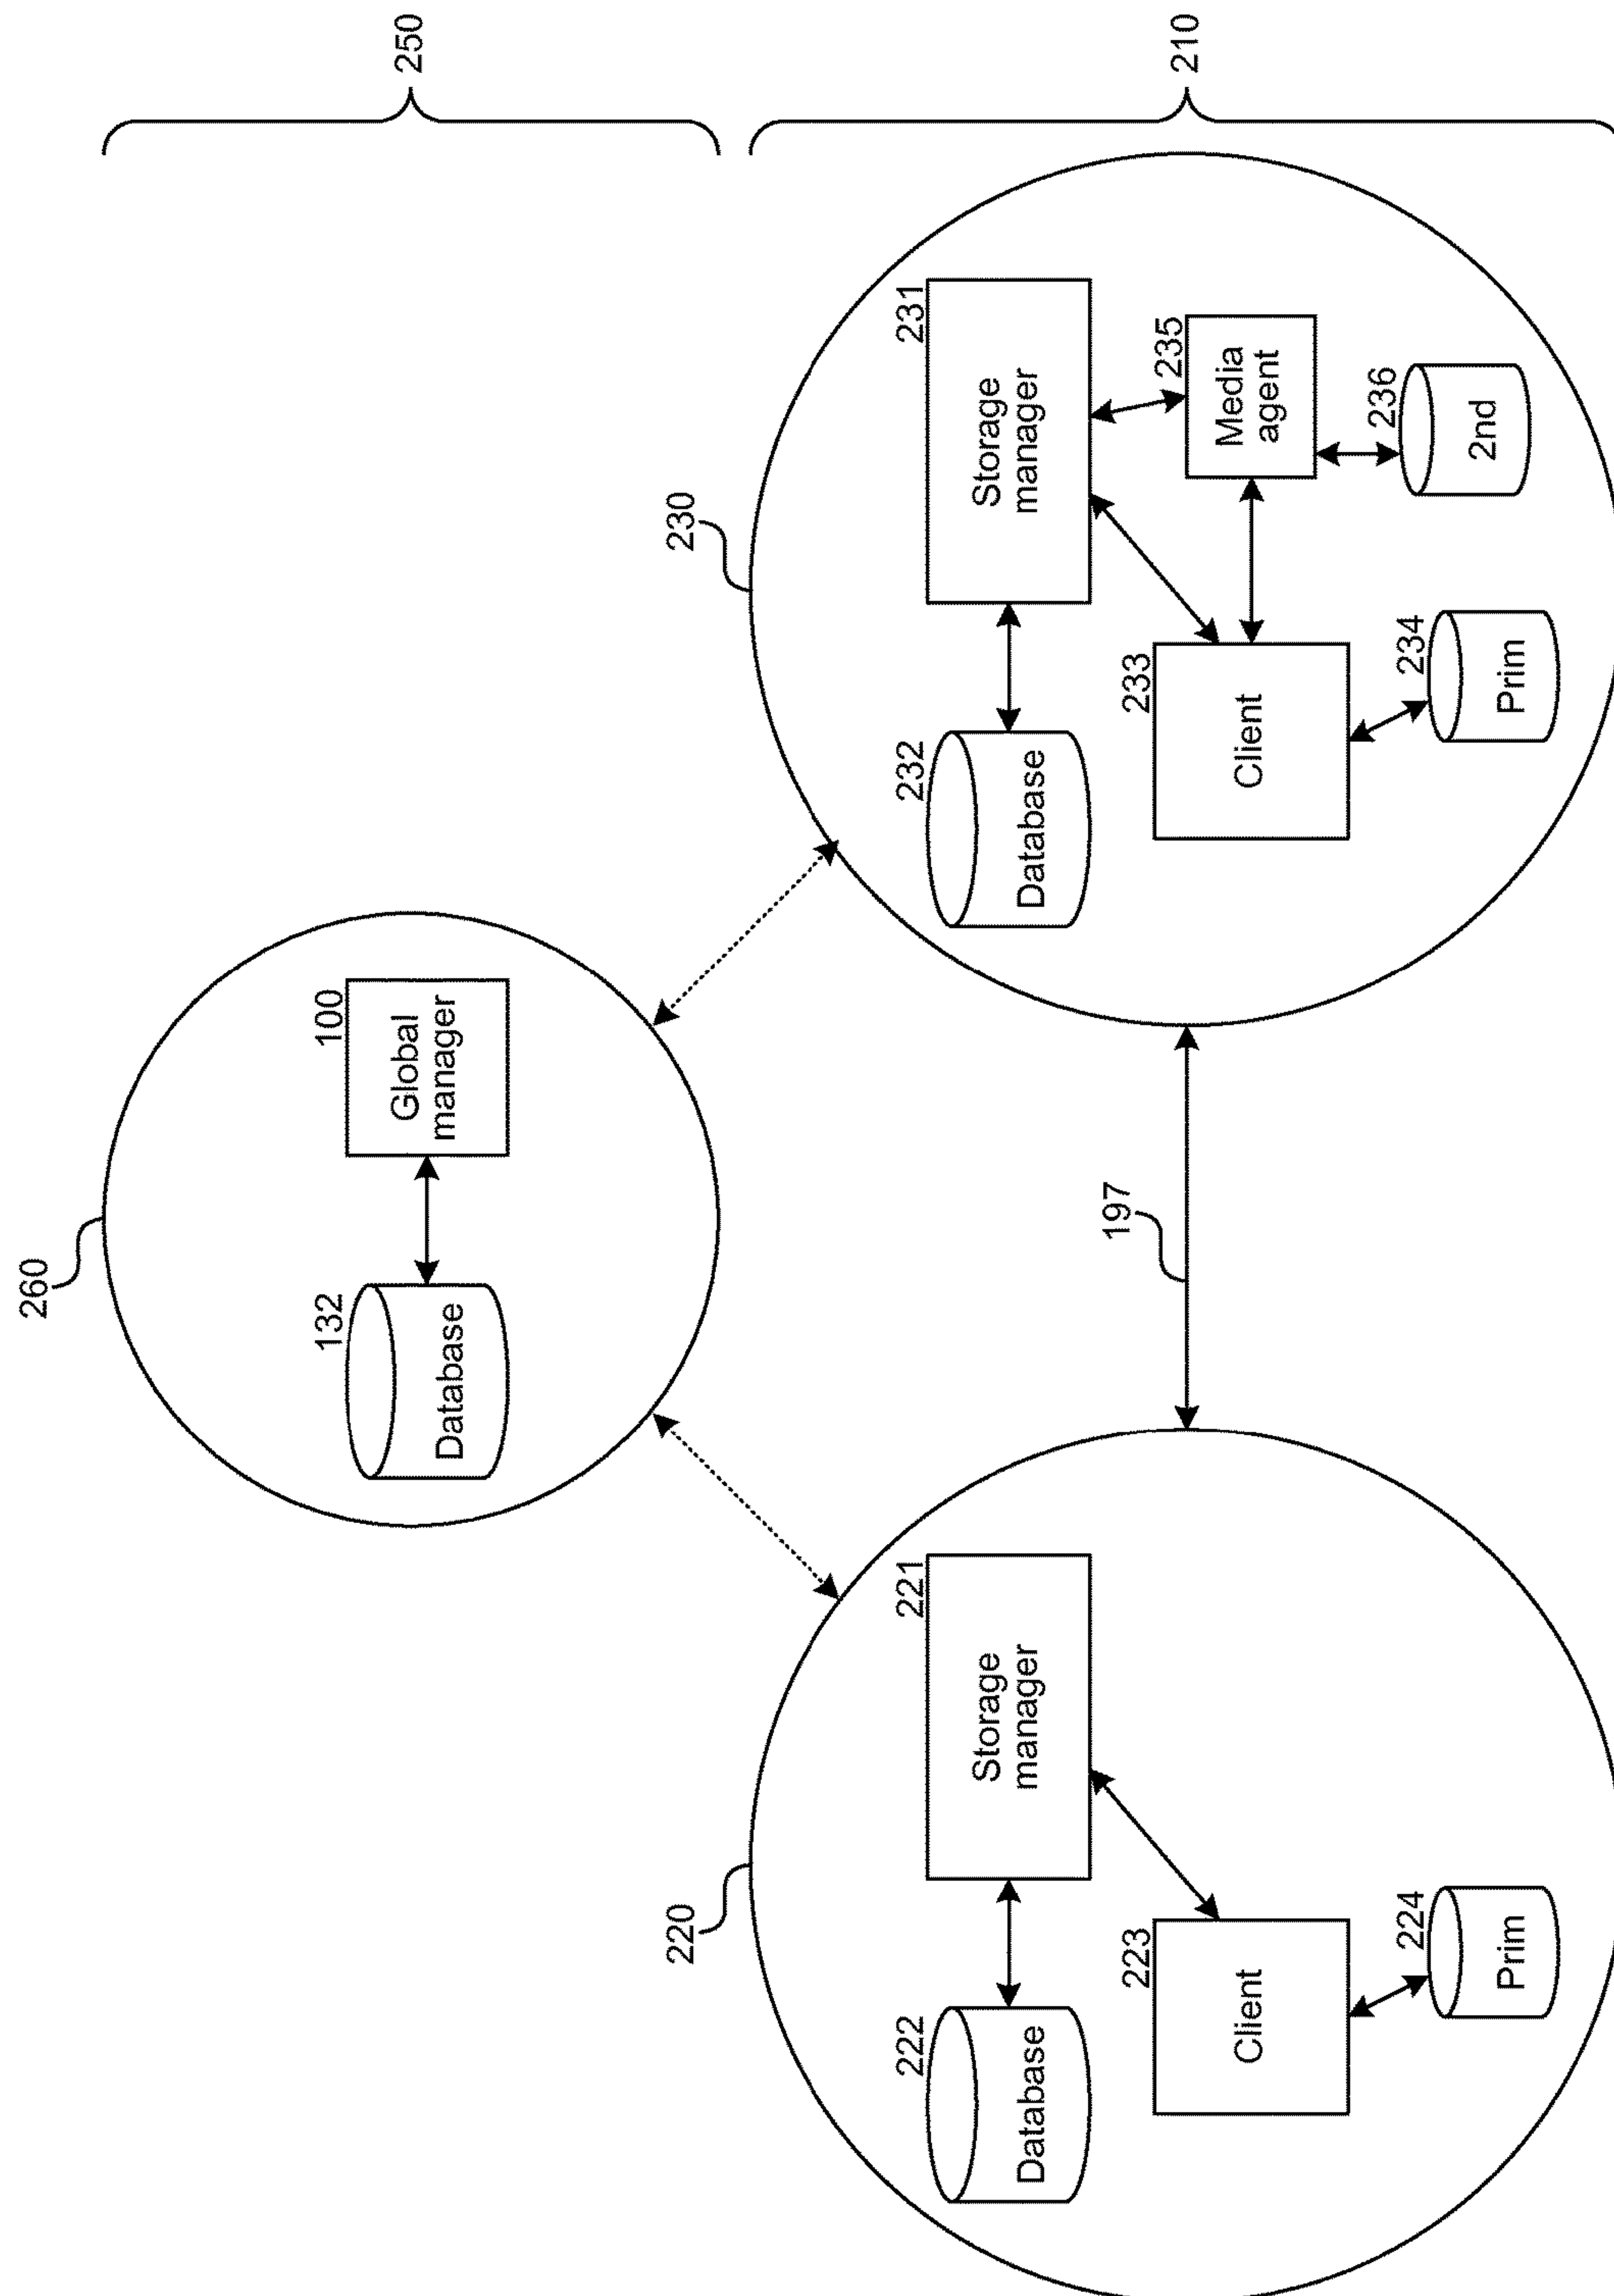 260
132
Database
100
Global
manager
250
220
222
Database
221
Storage
manager
223
Client
224
Prim
197
230
232
Database
231
Storage
manager
233
Client
234
Prim
235
Media
agent
236
2nd
210